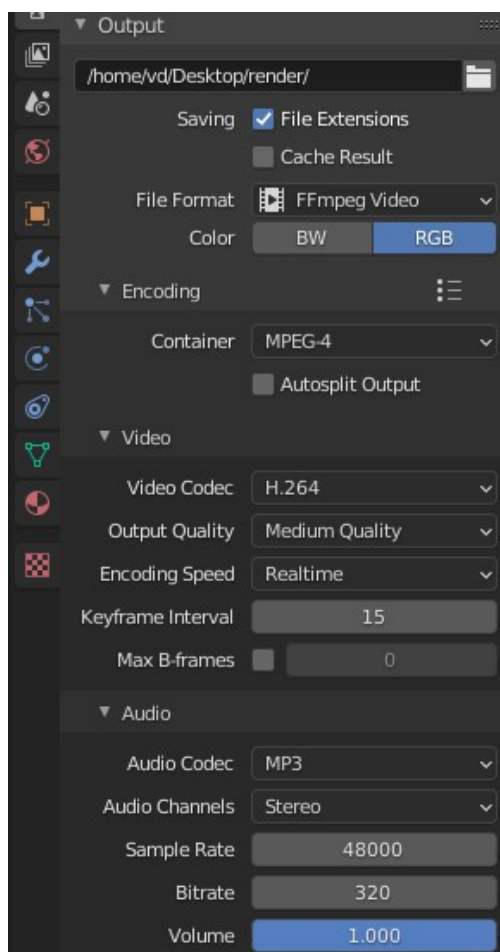 Output
/home/vd/Desktop/render/
Saving File Extensions
Cache Result
File Format FFmpeg Video
Color BW RGB
Encoding
Container MPEG-4
Autosplit Output
Video
Video Codec H.264
Output Quality Medium Quality
Encoding Speed Realtime
Keyframe Interval 15
Max B-frames 0
Audio
Audio Codec MP3
Audio Channels Stereo
Sample Rate 48000
Bitrate 320
Volume 1.000